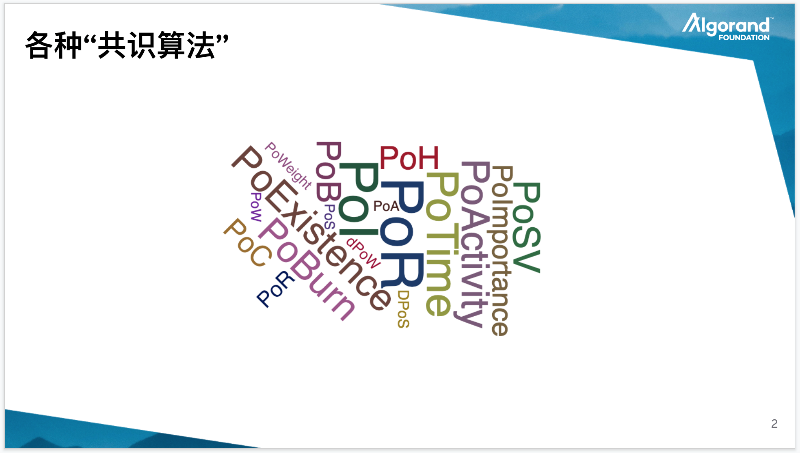 各种“共识算法”
Algorand
FOUNDATION
PoWeight
PoExistence
PoW
PoC
PoR
PoBurn
PoB
PoS
PoI
dPoW
PoH
PoA
PoR
DPoS
PoTime
PoActivity
PoImportance
PoSV
2